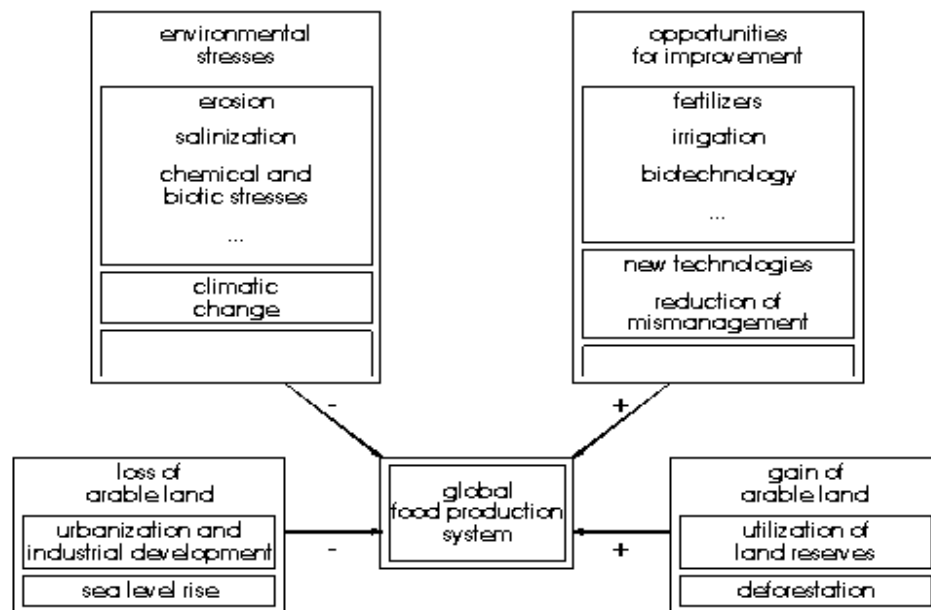 environmental
stresses
erosion
salinization
chemical and
biotic stresses
...
climatic
change
opportunities
for improvement
fertilizers
irrigation
biotechnology
...
new technologies
reduction of
mismanagement
-
+
loss of
arable land
urbanization and
industrial development
sea level rise
-
global
food production
system
+
gain of
arable land
utilization of
land reserves
deforestation